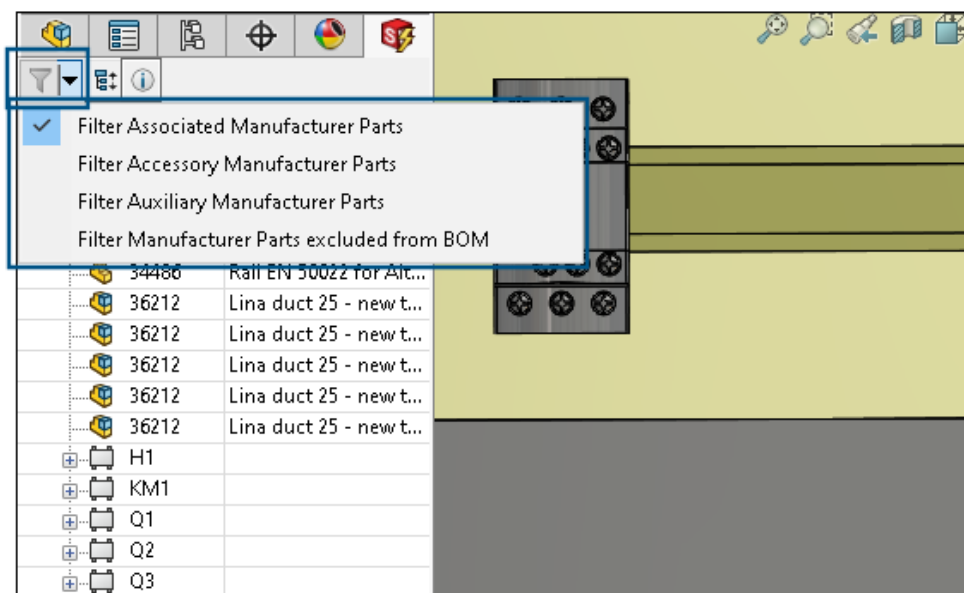 Filter Associated Manufacturer Parts
Filter Accessory Manufacturer Parts
Filter Auxiliary Manufacturer Parts
Filter Manufacturer Parts excluded from BOM
34486 Rail EN 50022 for Alt...
36212 Lina duct 25 - new t...
36212 Lina duct 25 - new t...
36212 Lina duct 25 - new t...
36212 Lina duct 25 - new t...
36212 Lina duct 25 - new t...
H1
KM1
Q1
Q2
Q3